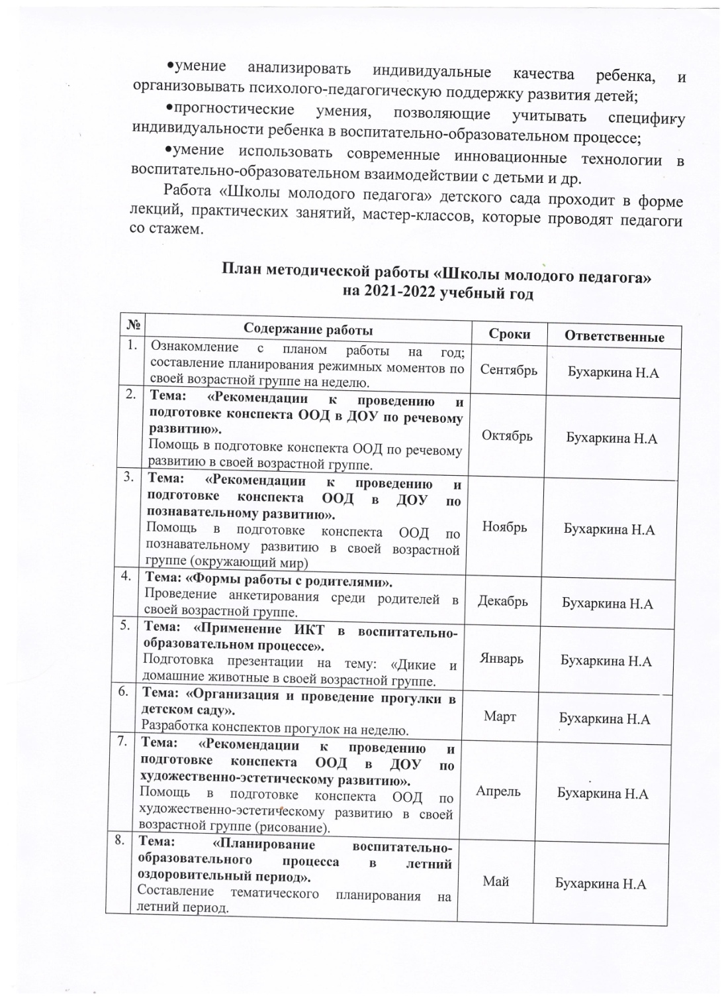 •умение анализировать индивидуальные качества ребенка, и
организовывать психолого-педагогическую поддержку развития детей;
•прогностические умения, позволяющие учитывать специфику
индивидуальности ребенка в воспитательно-образовательном процессе;
•умение использовать современные инновационные технологии в
воспитательно-образовательном взаимодействии с детьми и др.
Работа «Школы молодого педагога» детского сада проходит в форме
лекций, практических занятий, мастер-классов, которые проводят педагоги
со стажем.
План методической работы «Школы молодого педагога»
на 2021-2022 учебный год
№ Содержание работы Сроки Ответственные
1. Ознакомление с планом работы на год;
составление планирования режимных моментов по
своей возрастной группе на неделю.
Сентябрь Бухаркина Н.А
2. Тема: «Рекомендации к проведению и
подготовке конспекта ООД в ДОУ по речевому
развитию».
Помощь в подготовке конспекта ООД по речевому
развитию в своей возрастной группе.
Октябрь Бухаркина Н.А
3. Тема: «Рекомендации к проведению и
подготовке конспекта ООД в ДОУ по
познавательному развитию».
Помощь в подготовке конспекта ООД по
познавательному развитию в своей возрастной
группе (окружающий мир)
Ноябрь Бухаркина Н.А
4. Тема: «Формы работы с родителями».
Проведение анкетирования среди родителей в
своей возрастной группе.
Декабрь Бухаркина Н.А
5. Тема: «Применение ИКТ в воспитательно-
образовательном процессе».
Подготовка презентации на тему: «Дикие и
домашние животные в своей возрастной группе.
Январь Бухаркина Н.А
6. Тема: «Организация и проведение прогулки в
детском саду».
Разработка конспектов прогулок на неделю.
Март Бухаркина Н.А
7. Тема: «Рекомендации к проведению и
подготовке конспекта ООД в ДОУ по
художественно-эстетическому развитию».
Помощь в подготовке конспекта ООД по
художественно-эстетическому развитию в своей
возрастной группе (рисование).
Апрель Бухаркина Н.А
8. Тема: «Планирование воспитательно-
образовательного процесса в летний
оздоровительный период».
Составление тематического планирования на
летний период.
Май Бухаркина Н.А